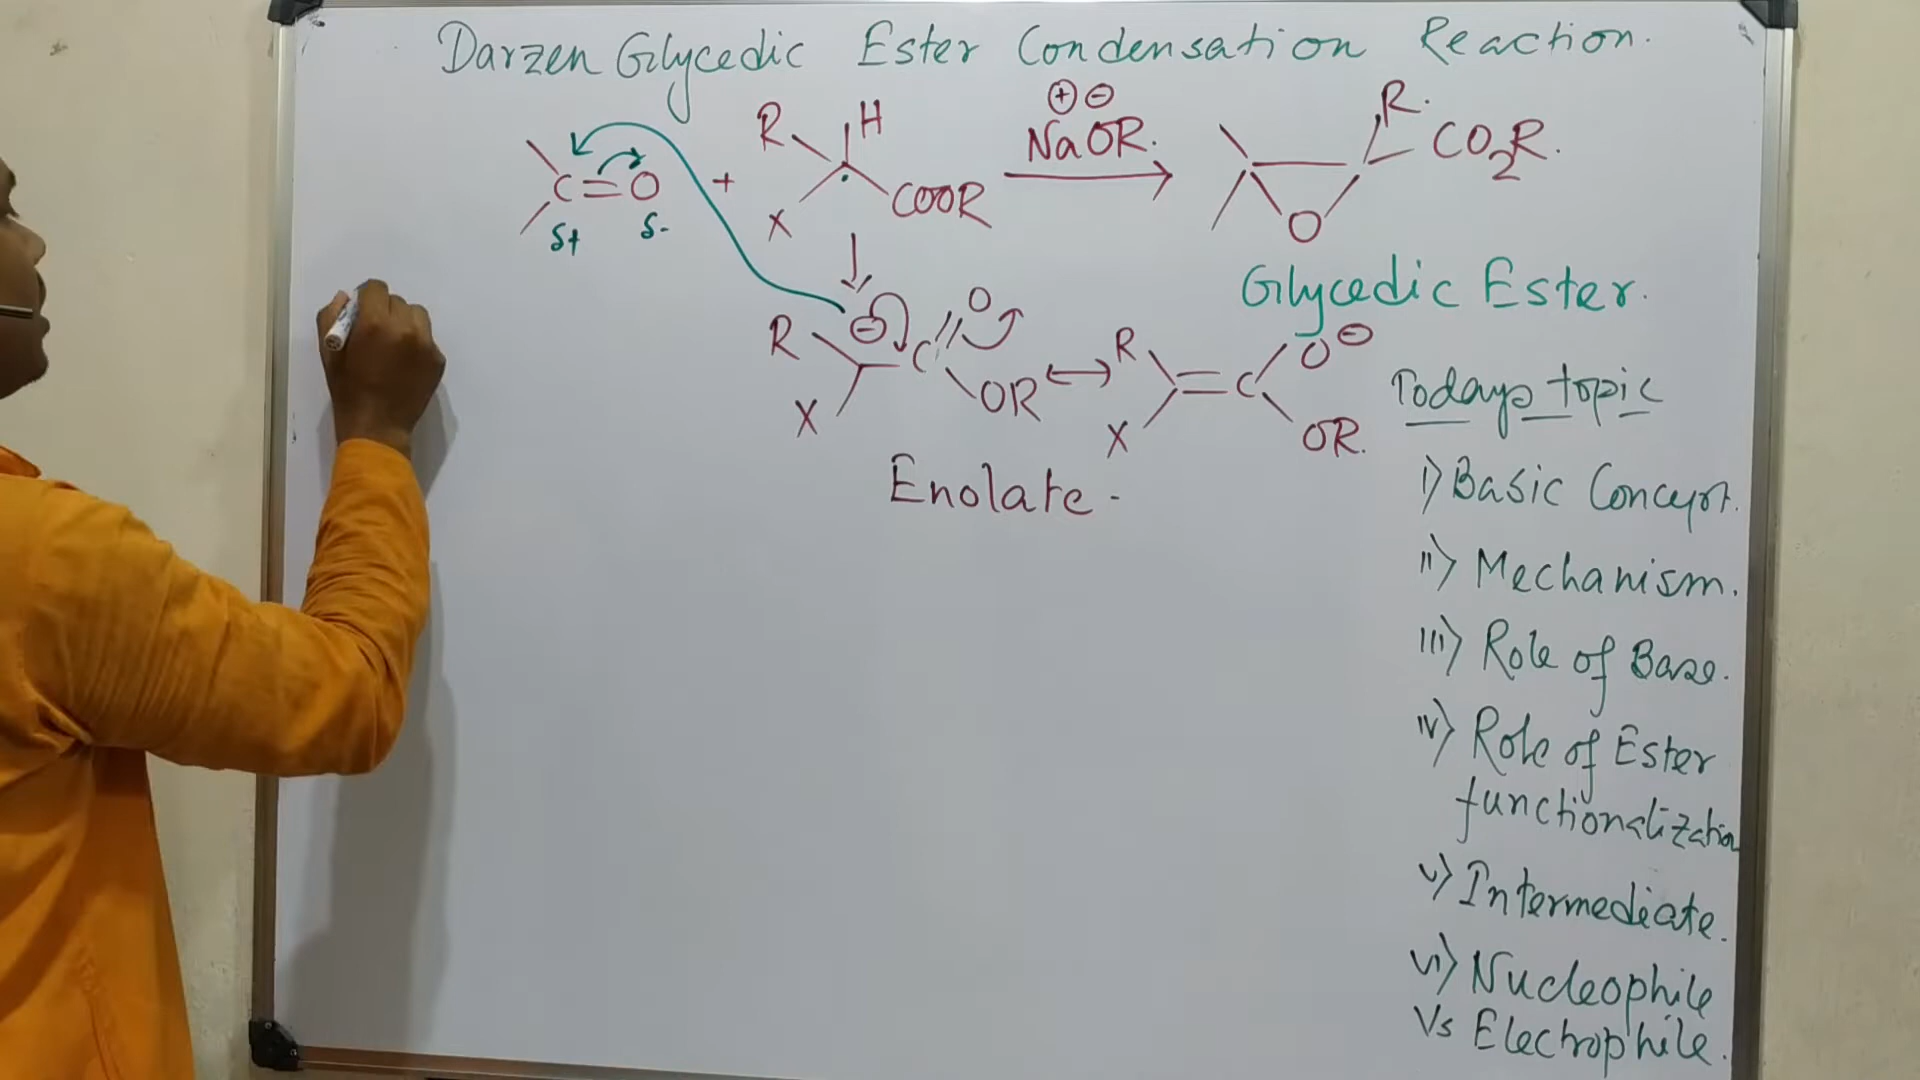 Darzen Glycedic Ester Condensation Reaction.
R H ⊕ ⊖ R.
C=O + NaOR. CO2R.
X COOR O
δ+ δ-
Glycedic Ester.
R ⊖ C O R O ⊖
X OR ↔ X C OR.
Enolate -
Todays topic
i) Basic Concept.
ii) Mechanism.
iii) Role of Base.
iv) Role of Ester
functionalization
v) Intermediate.
vi) Nucleophile
Vs Electrophile.